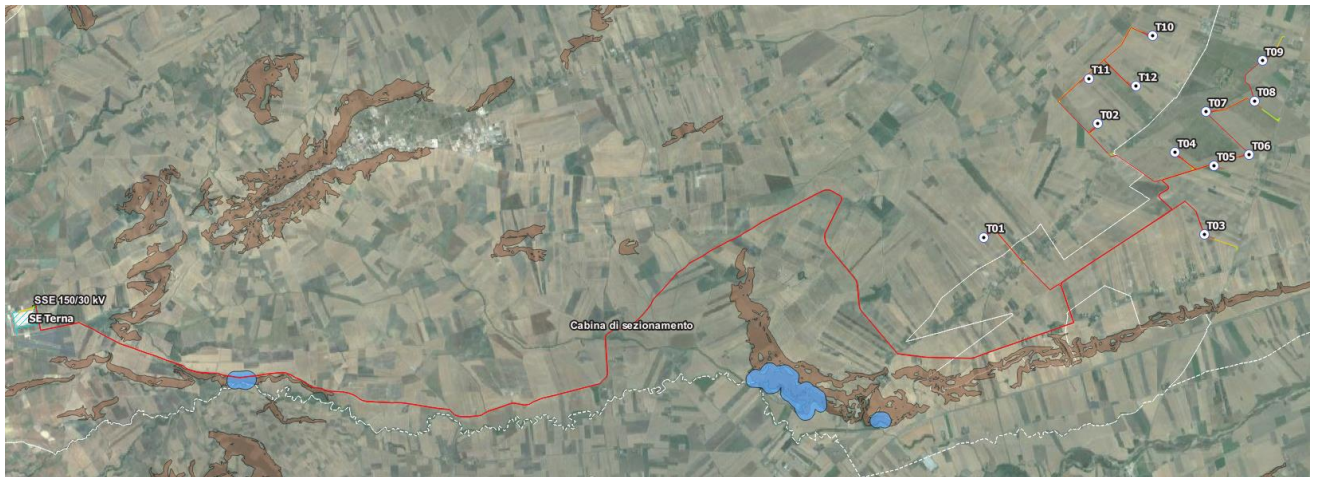 T10
T09
T11
T12
T08
T07
T02
T04
T06
T05
T03
T01
SSE 150/30 kV
SE Terna
Cabina di sezionamento